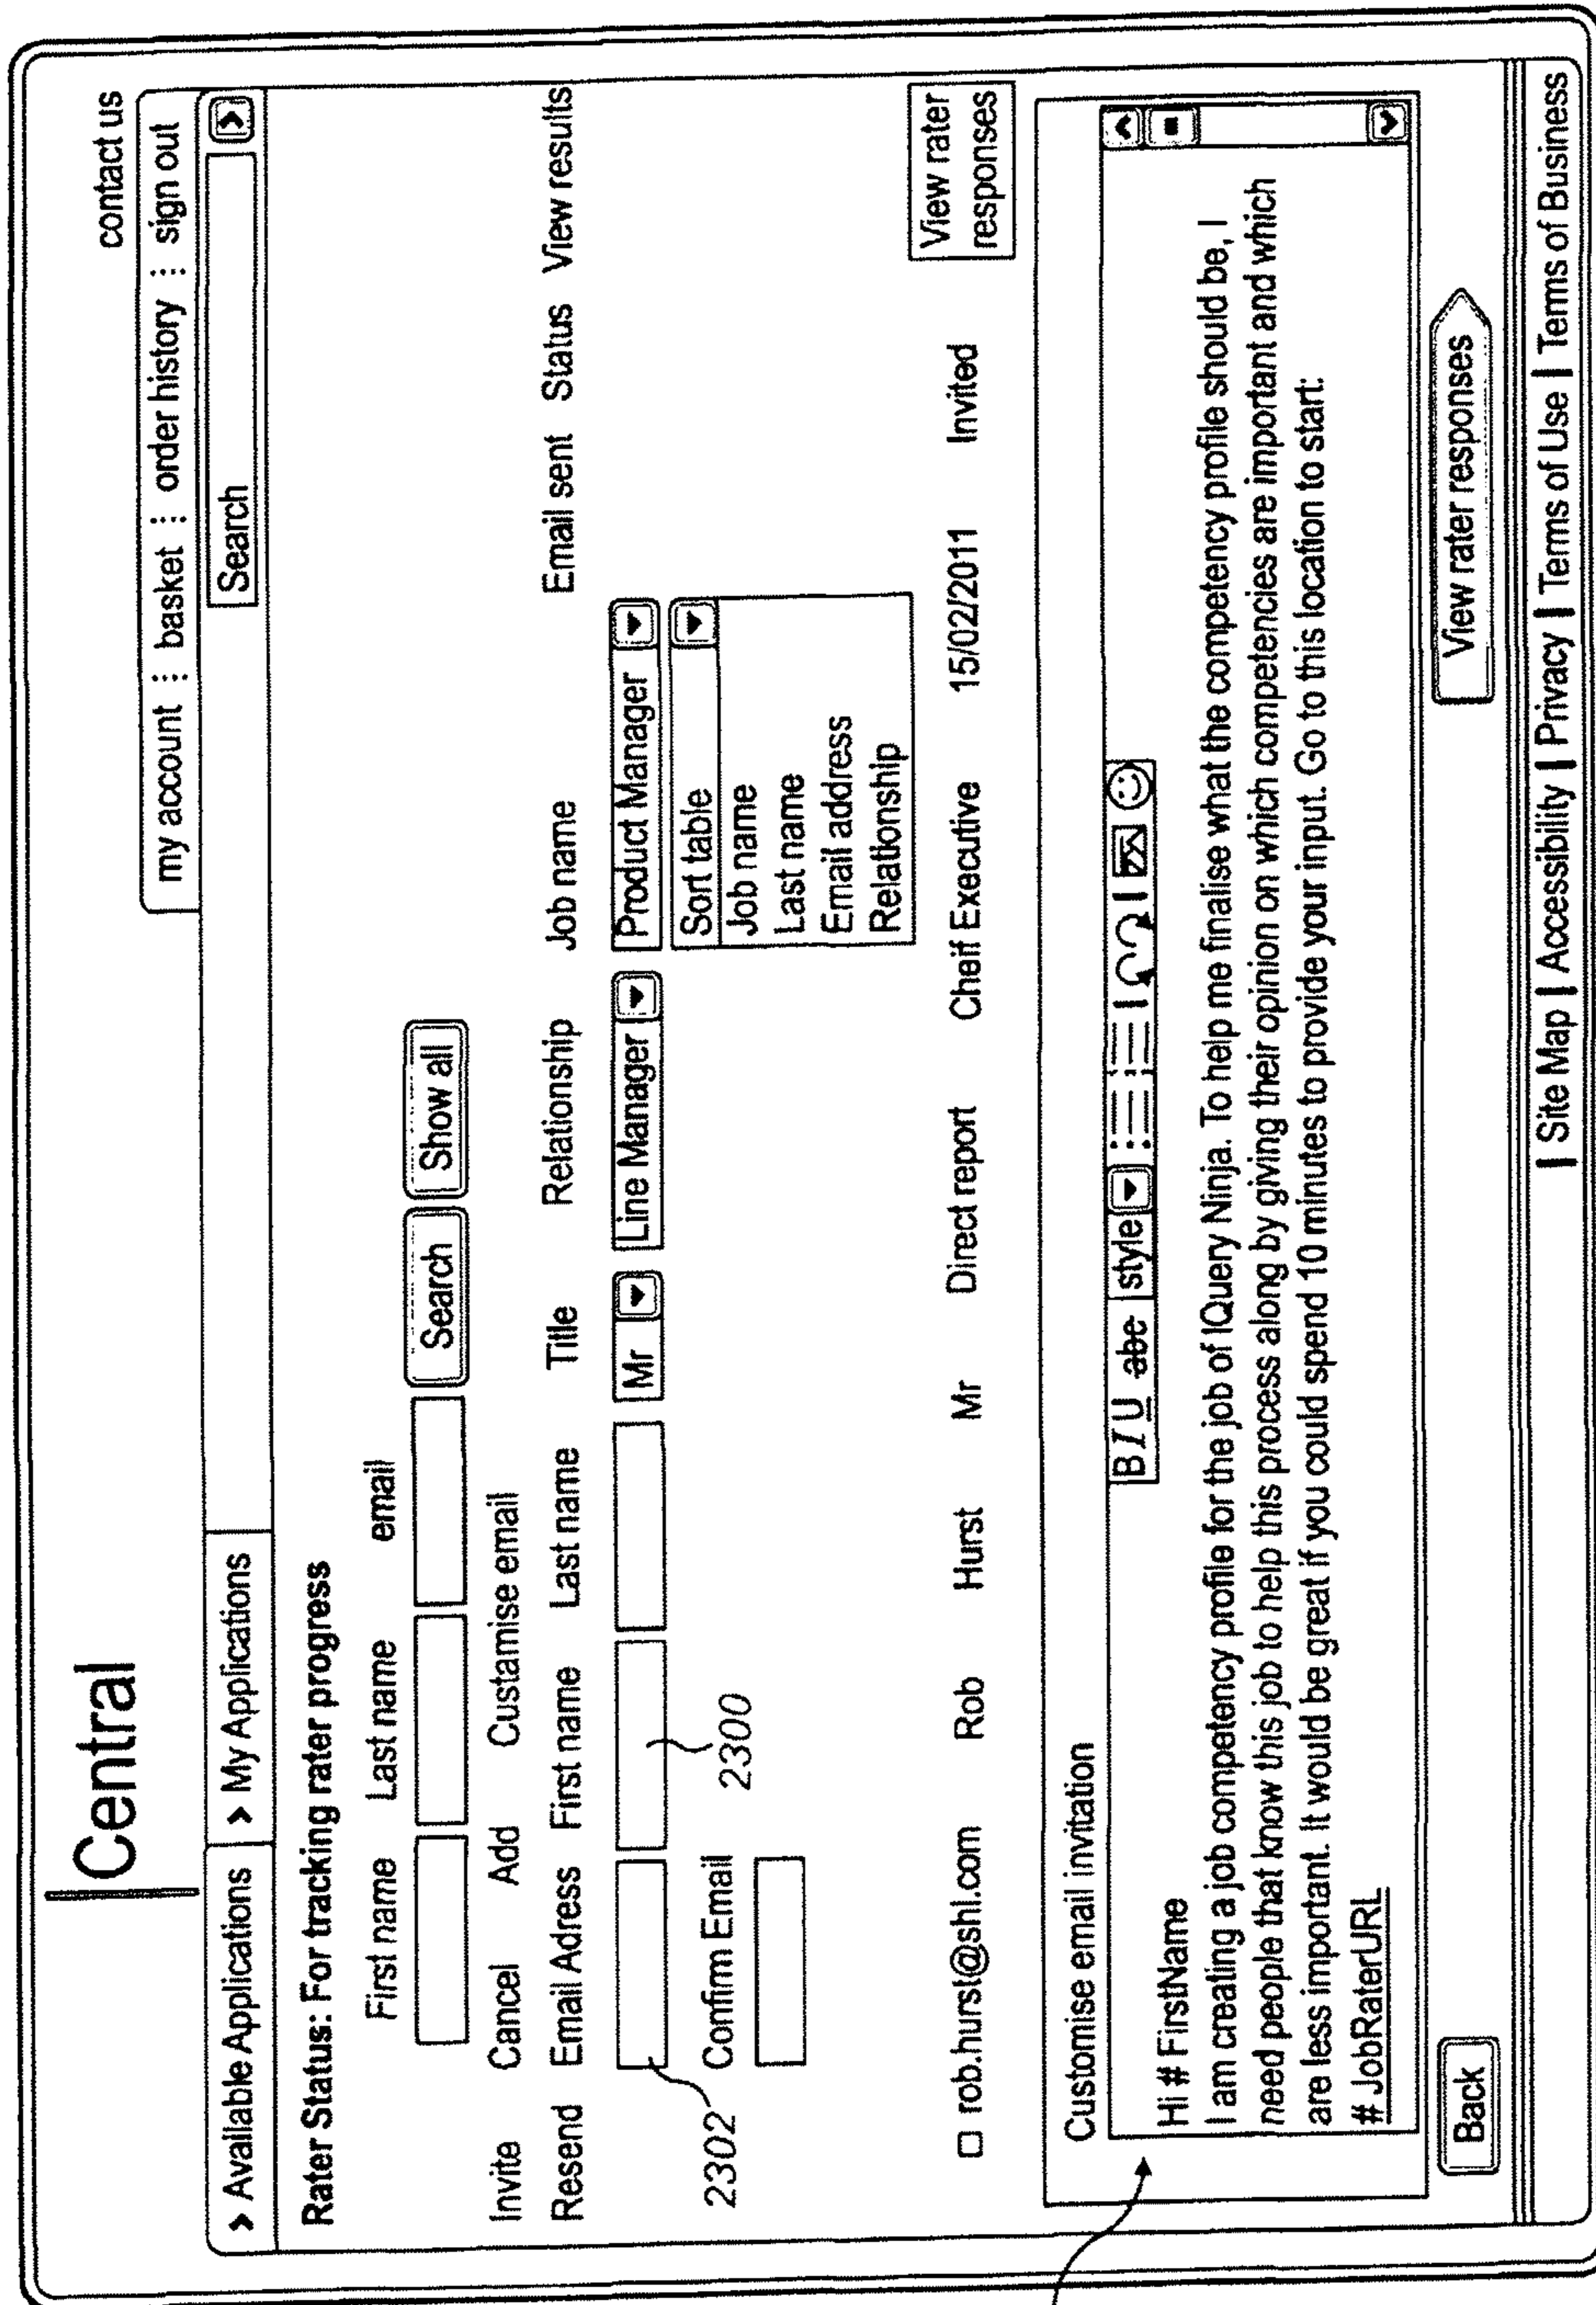 Central
contact us
my account ⋮ basket ⋮ order history ⋮ sign out
> Available Applications > My Applications Search
Rater Status: For tracking rater progress
First name Last name email
Search Show all
Invite Cancel Add Custamise email
Resend Email Adress First name Last name Title Relationship Job name Email sent Status View results
Mr Line Manager Product Manager
2302 Confirm Email 2300
Sort table
Job name
Last name
Email address
Relationship
rob.hurst@shl.com Rob Hurst Mr Direct report Cheif Executive 15/02/2011 Invited View rater
responses
Customise email invitation
B I U abc style
Hi # FirstName
I am creating a job competency profile for the job of IQuery Ninja. To help me finalise what the competency profile should be, I
need people that know this job to help this process along by giving their opinion on which competencies are important and which
are less important. It would be great if you could spend 10 minutes to provide your input. Go to this location to start:
# JobRaterURL
Back View rater responses
| Site Map | Accessibility | Privacy | Terms of Use | Terms of Business